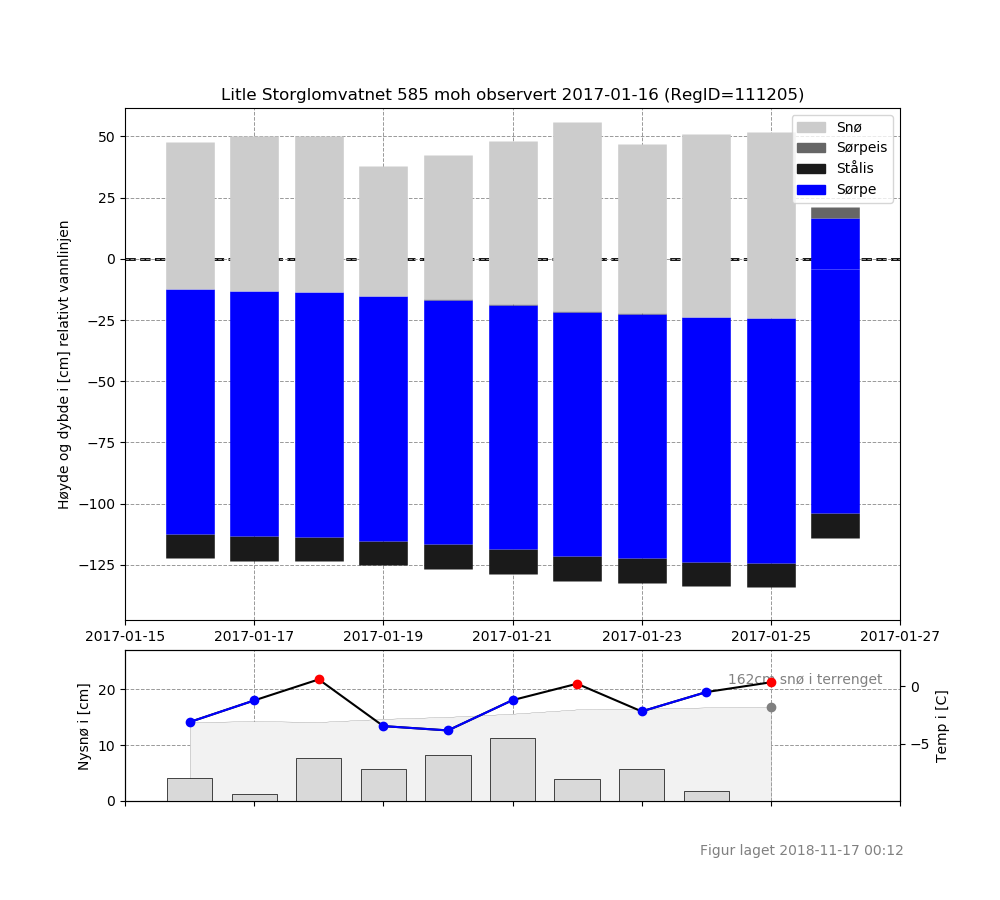 Litle Storglomvatnet 585 moh observert 2017-01-16 (RegID=111205)
Høyde og dybde i [cm] relativt vannlinjen
50
25
0
−25
−50
−75
−100
−125
Snø
Sørpeis
Stålis
Sørpe
2017-01-15 2017-01-17 2017-01-19 2017-01-21 2017-01-23 2017-01-25 2017-01-27
Nysnø i [cm]
20
10
0
162cm snø i terrenget
0
−5
Temp i [C]
Figur laget 2018-11-17 00:12